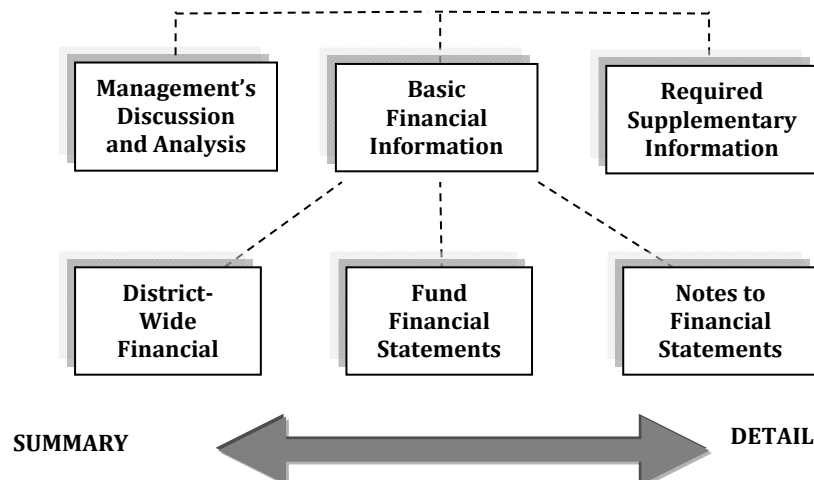 Management’s
Discussion
and Analysis
Basic
Financial
Information
Required
Supplementary
Information
District-
Wide
Financial
Fund
Financial
Statements
Notes to
Financial
Statements
SUMMARY
DETAIL